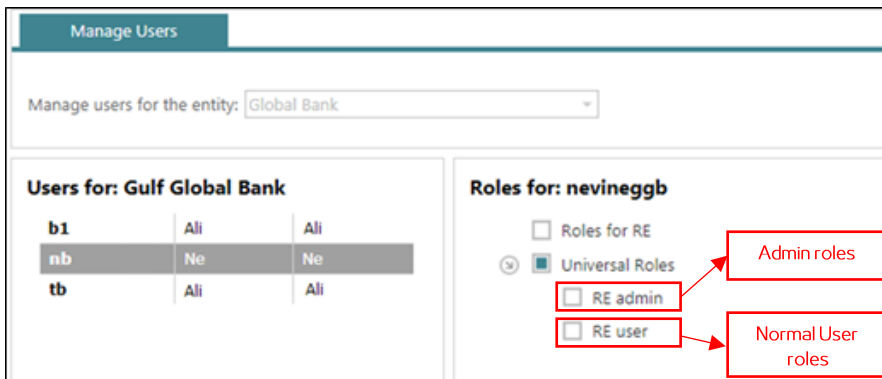 Manage Users
Manage users for the entity: Global Bank
Users for: Gulf Global Bank
b1 Ali Ali
nb Ne Ne
tb Ali Ali
Roles for: nevineggb
Roles for RE
Universal Roles
RE admin
RE user
Admin roles
Normal User
roles